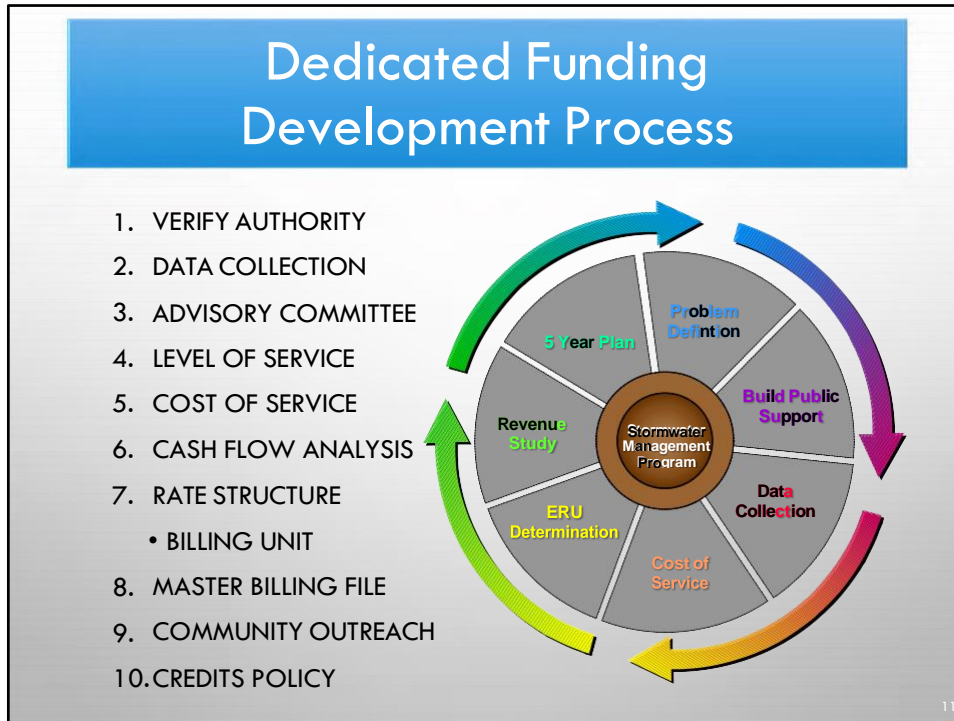 Dedicated Funding
Development Process
1. VERIFY AUTHORITY
2. DATA COLLECTION
3. ADVISORY COMMITTEE
4. LEVEL OF SERVICE
5. COST OF SERVICE
6. CASH FLOW ANALYSIS
7. RATE STRUCTURE
• BILLING UNIT
8. MASTER BILLING FILE
9. COMMUNITY OUTREACH
10. CREDITS POLICY
Problem
Defintion
Build Public
Support
Data
Collection
Cost of
Service
ERU
Determination
Revenue
Study
5 Year Plan
Stormwater
Management
Program
11